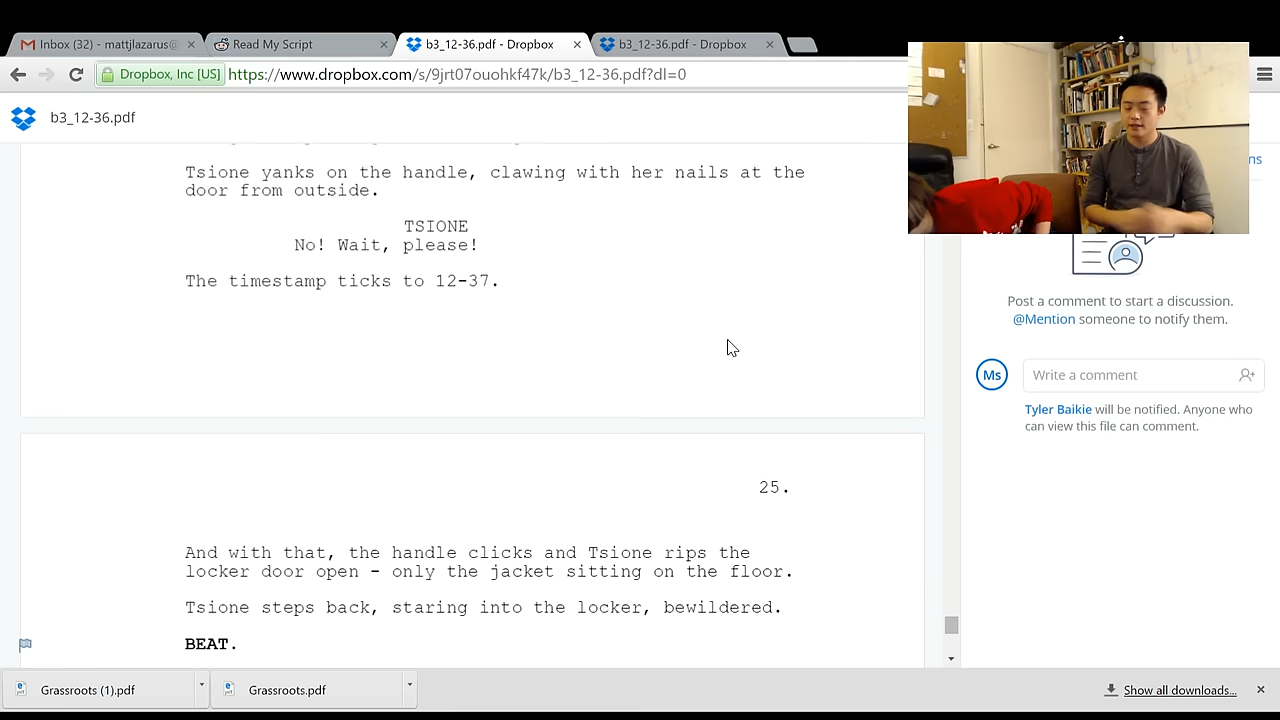 Inbox (32) - mattjlazarus@
Read My Script
b3_12-36.pdf - Dropbox
b3_12-36.pdf - Dropbox
Dropbox, Inc [US]
https://www.dropbox.com/s/9jrt07ouohkf47k/b3_12-36.pdf?dl=0
b3_12-36.pdf
ns
Tsione yanks on the handle, clawing with her nails at the
door from outside.
TSIONE
No! Wait, please!
The timestamp ticks to 12-37.
Post a comment to start a discussion.
@Mention someone to notify them.
Ms
Write a comment
Tyler Baikie will be notified. Anyone who
can view this file can comment.
25.
And with that, the handle clicks and Tsione rips the
locker door open - only the jacket sitting on the floor.
Tsione steps back, staring into the locker, bewildered.
BEAT.
Grassroots (1).pdf
Grassroots.pdf
Show all downloads...